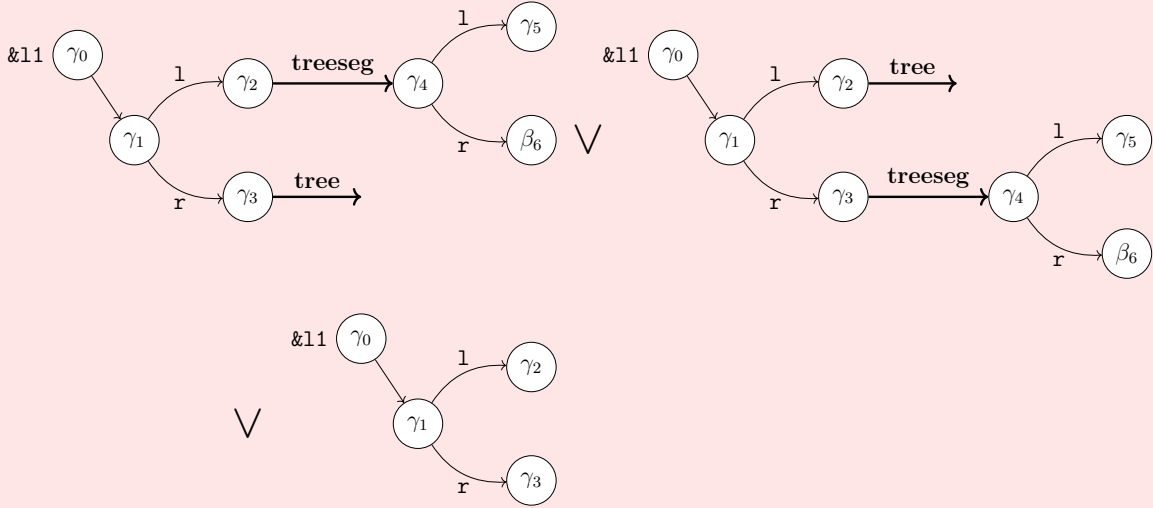 &l1 γ0 l γ2 treeseg γ4 l γ5
γ1 r γ3 tree r β6
∨
&l1 γ0 l γ2 tree
γ1 r γ3 treeseg γ4 l γ5
r β6
∨
&l1 γ0 l γ2
γ1 r γ3